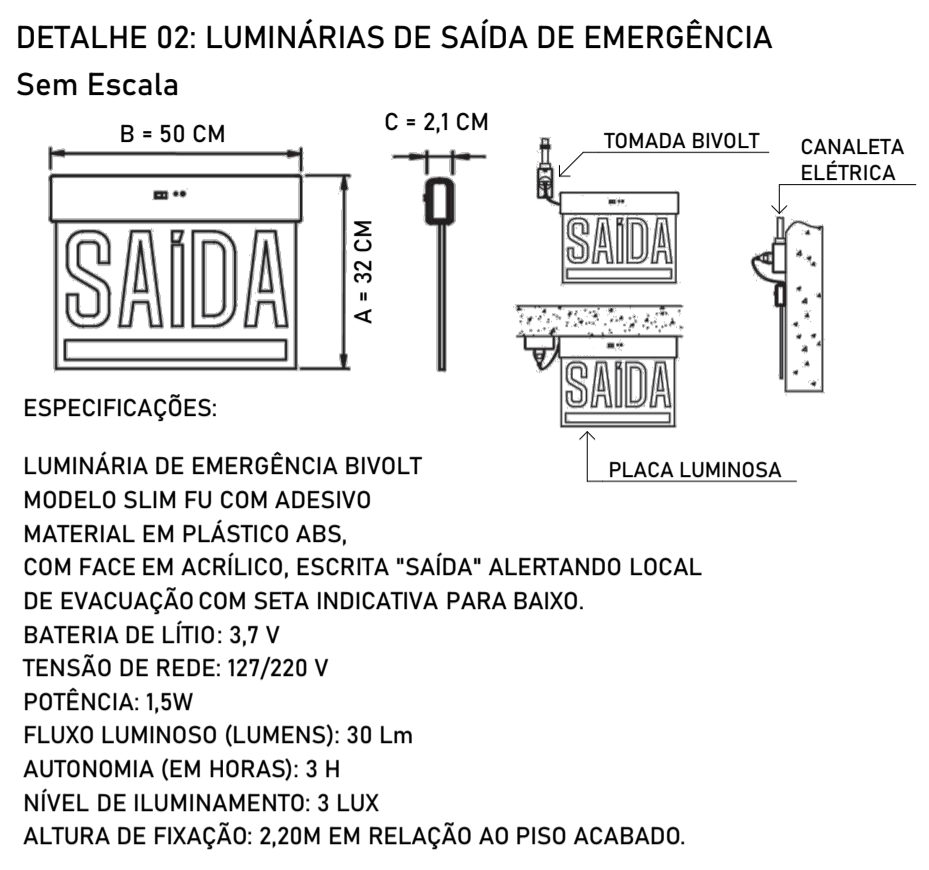 DETALHE 02: LUMINÁRIAS DE SAÍDA DE EMERGÊNCIA
Sem Escala
B = 50 CM
C = 2,1 CM
TOMADA BIVOLT
CANALETA
ELÉTRICA
SAÍDA
A = 32 CM
SAÍDA
SAÍDA
PLACA LUMINOSA
ESPECIFICAÇÕES:
LUMINÁRIA DE EMERGÊNCIA BIVOLT
MODELO SLIM FU COM ADESIVO
MATERIAL EM PLÁSTICO ABS,
COM FACE EM ACRÍLICO, ESCRITA "SAÍDA" ALERTANDO LOCAL
DE EVACUAÇÃO COM SETA INDICATIVA PARA BAIXO.
BATERIA DE LÍTIO: 3,7 V
TENSÃO DE REDE: 127/220 V
POTÊNCIA: 1,5W
FLUXO LUMINOSO (LUMENS): 30 Lm
AUTONOMIA (EM HORAS): 3 H
NÍVEL DE ILUMINAMENTO: 3 LUX
ALTURA DE FIXAÇÃO: 2,20M EM RELAÇÃO AO PISO ACABADO.